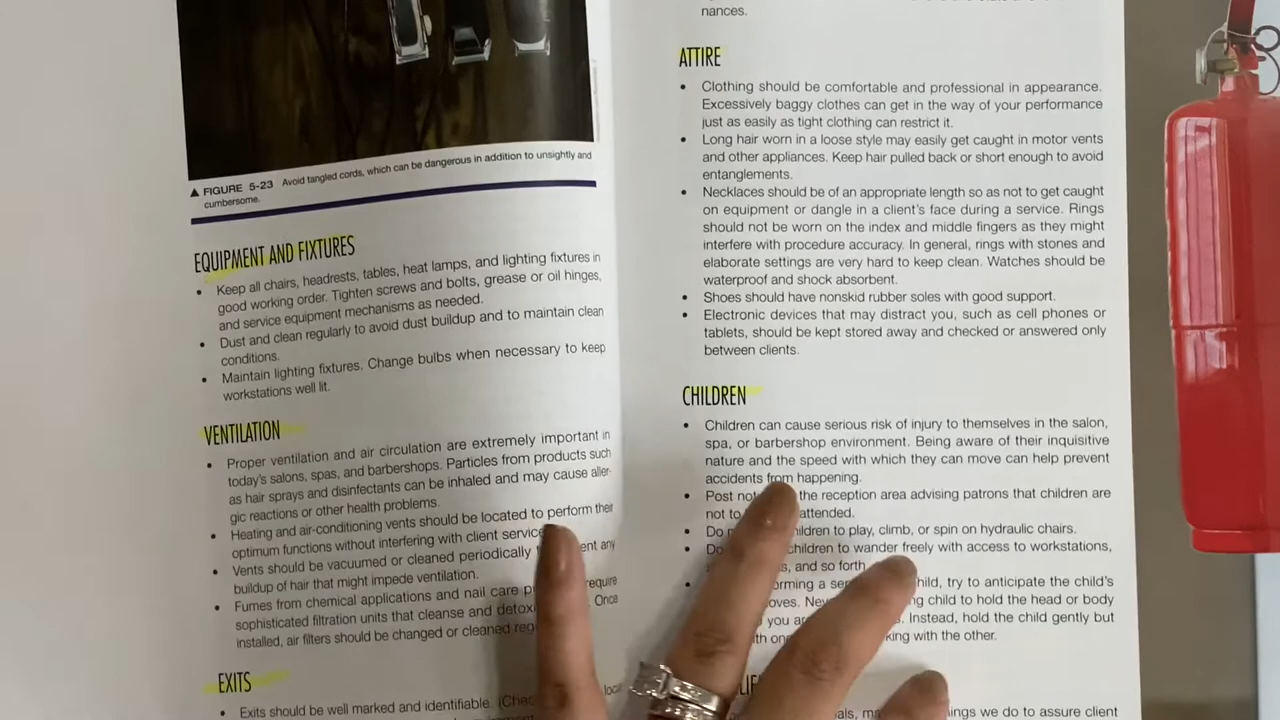 ▲ FIGURE 5-23 Avoid tangled cords, which can be dangerous in addition to unsightly and
cumbersome.
EQUIPMENT AND FIXTURES
• Keep all chairs, headrests, tables, heat lamps, and lighting fixtures in
good working order. Tighten screws and bolts, grease or oil hinges,
and service equipment mechanisms as needed.
• Dust and clean regularly to avoid dust buildup and to maintain clean
conditions.
• Maintain lighting fixtures. Change bulbs when necessary to keep
workstations well lit.
VENTILATION
• Proper ventilation and air circulation are extremely important in
today's salons, spas, and barbershops. Particles from products such
as hair sprays and disinfectants can be inhaled and may cause aller-
gic reactions or other health problems.
• Heating and air-conditioning vents should be located to perform their
optimum functions without interfering with client service
• Vents should be vacuumed or cleaned periodically any
buildup of hair that might impede ventilation.
• Fumes from chemical applications and nail care require
sophisticated filtration units that cleanse and Once
installed, air filters should be changed or cleaned
EXITS
• Exits should be well marked and identifiable.
nances.
ATTIRE
• Clothing should be comfortable and professional in appearance.
Excessively baggy clothes can get in the way of your performance
just as easily as tight clothing can restrict it.
• Long hair worn in a loose style may easily get caught in motor vents
and other appliances. Keep hair pulled back or short enough to avoid
entanglements.
• Necklaces should be of an appropriate length so as not to get caught
on equipment or dangle in a client's face during a service. Rings
should not be worn on the index and middle fingers as they might
interfere with procedure accuracy. In general, rings with stones and
elaborate settings are very hard to keep clean. Watches should be
waterproof and shock absorbent.
• Shoes should have nonskid rubber soles with good support.
• Electronic devices that may distract you, such as cell phones or
tablets, should be kept stored away and checked or answered only
between clients.
CHILDREN
• Children can cause serious risk of injury to themselves in the salon,
spa, or barbershop environment. Being aware of their inquisitive
nature and the speed with which they can move can help prevent
accidents from happening.
• Post the reception area advising patrons that children are
not to attended.
• Do to play, climb, or spin on hydraulic chairs.
• Do children to wander freely with access to workstations,
and so forth
• a try to anticipate the child's
child to hold the head or body
you Instead, hold the child gently but
with the other.
we do to assure client